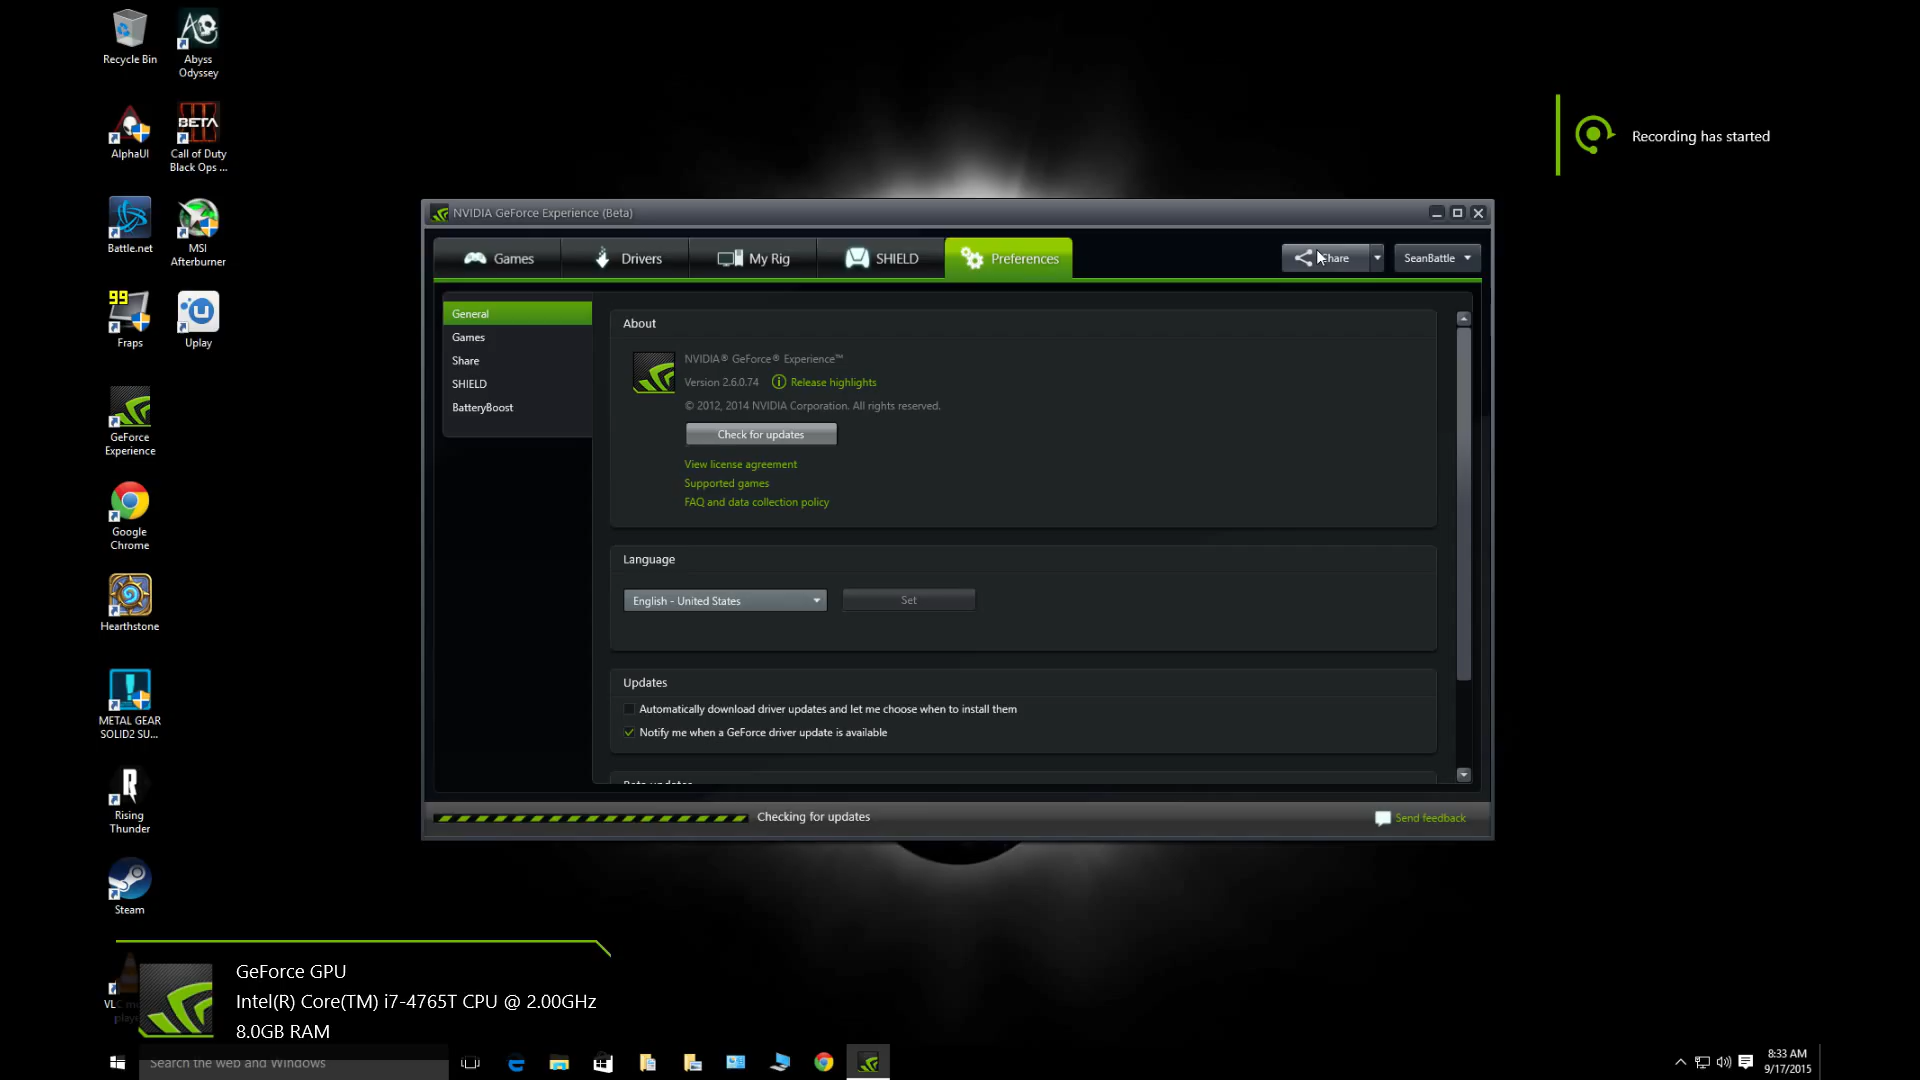 Recycle Bin
Abyss
Odyssey
AlphaUI
BETA
Call of Duty
Black Ops ...
Battle.net
MSI
Afterburner
99
Fraps
Uplay
GeForce
Experience
Google
Chrome
Hearthstone
METAL GEAR
SOLID2 SU...
Rising
Thunder
Steam
Recording has started
NVIDIA GeForce Experience (Beta)
Games
Drivers
My Rig
SHIELD
Preferences
Share
SeanBattle
General
Games
Share
SHIELD
BatteryBoost
About
NVIDIA® GeForce® Experience™
Version 2.6.0.74
Release highlights
© 2012, 2014 NVIDIA Corporation. All rights reserved.
Check for updates
View license agreement
Supported games
FAQ and data collection policy
Language
English - United States
Set
Updates
Automatically download driver updates and let me choose when to install them
Notify me when a GeForce driver update is available
Beta updates
Checking for updates
Send feedback
GeForce GPU
Intel(R) Core(TM) i7-4765T CPU @ 2.00GHz
8.0GB RAM
Search the web and Windows
8:33 AM
9/17/2015